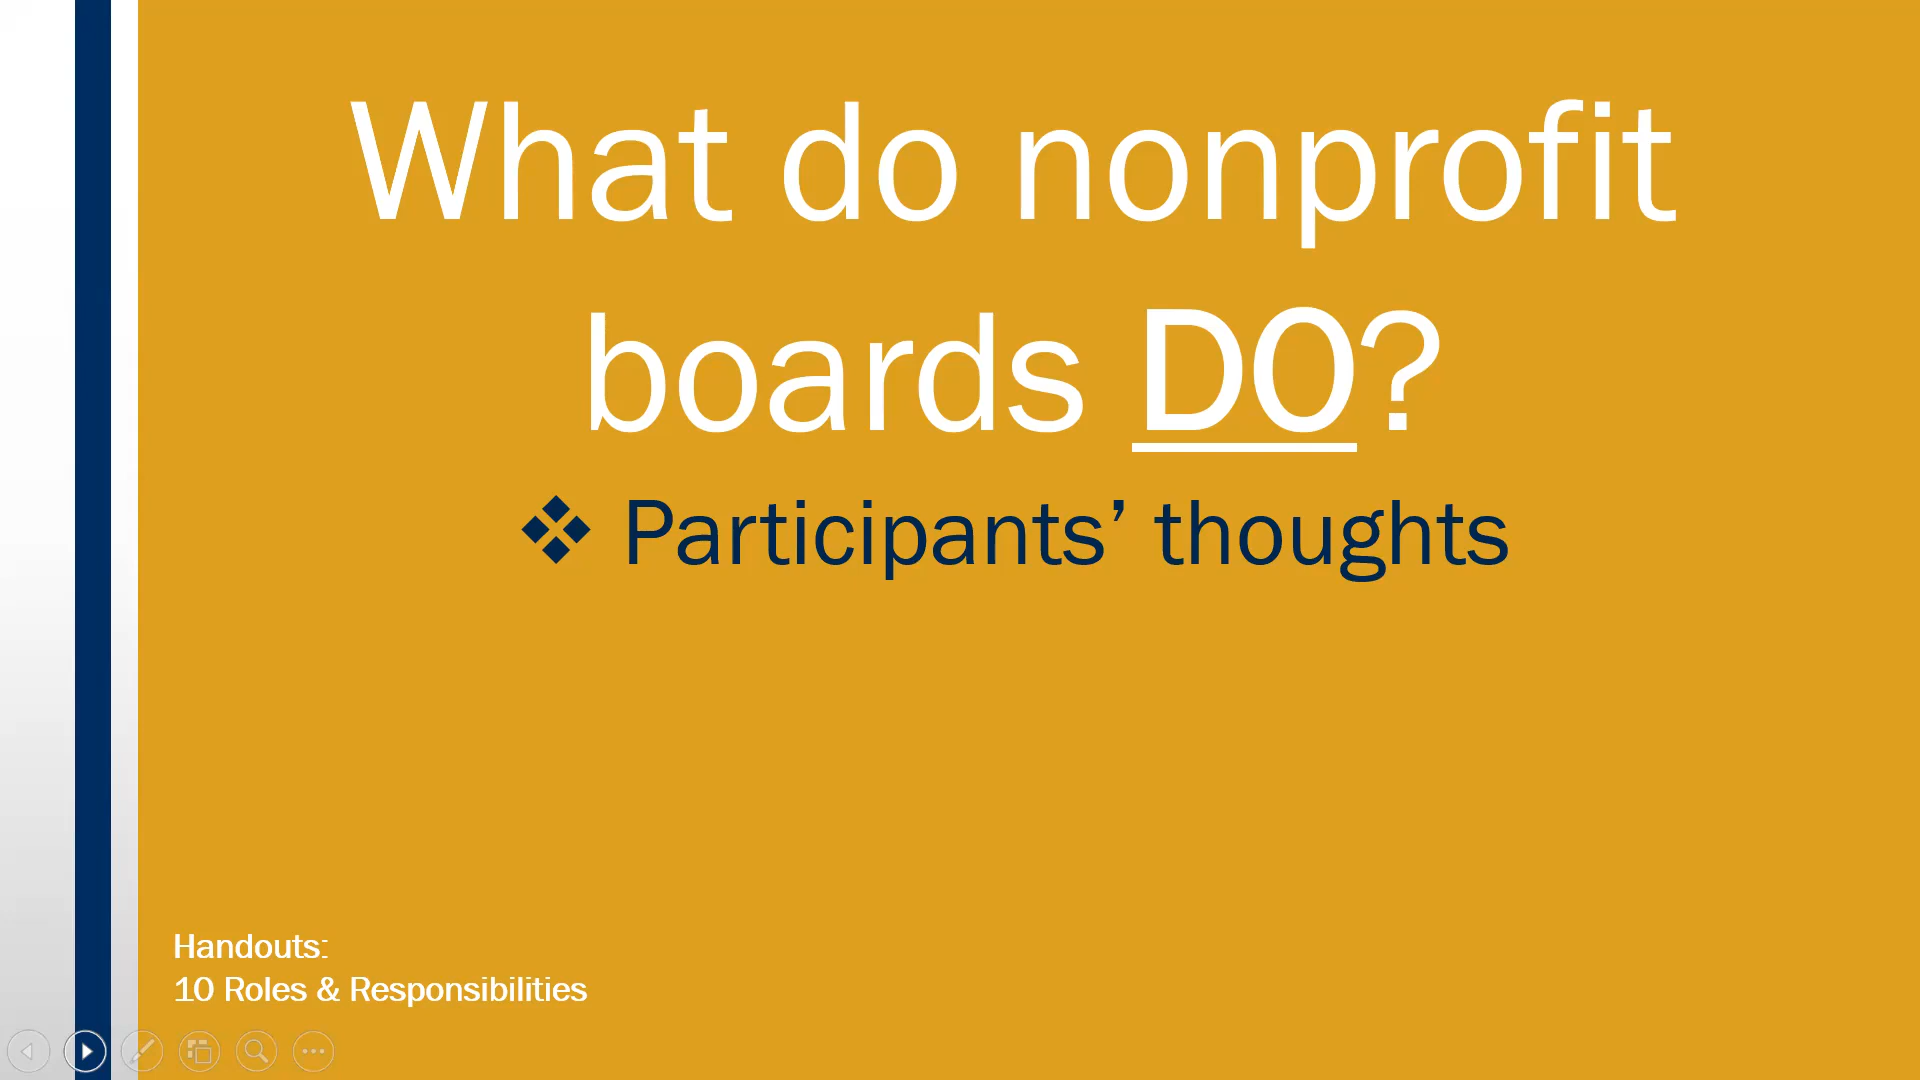 What do nonprofit
boards DO?
❖ Participants’ thoughts
Handouts:
10 Roles & Responsibilities